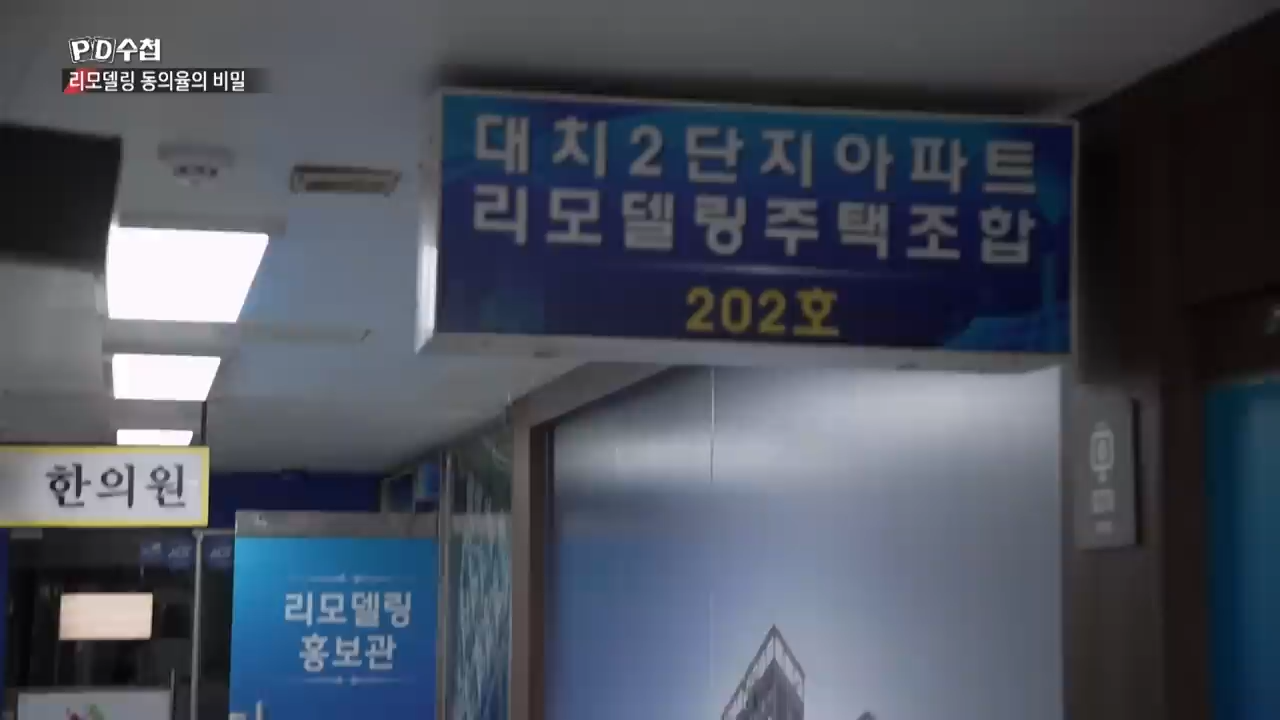 PD수첩
리모델링 동의율의 비밀
대치2단지아파트
리모델링주택조합
202호
한의원
리모델링
홍보관